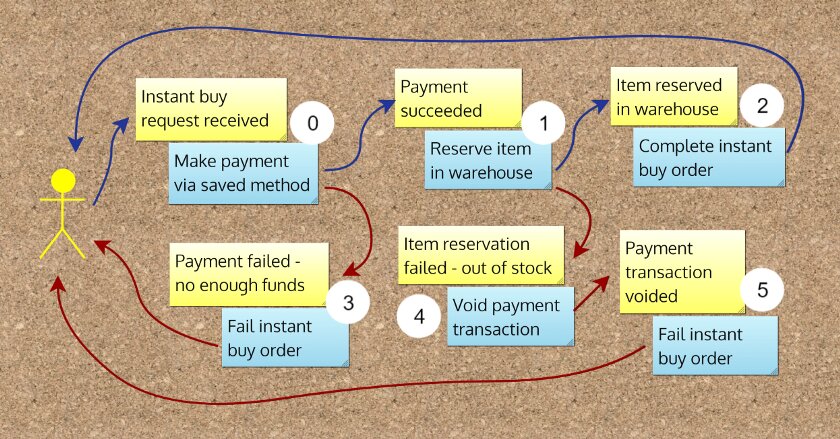 Instant buy
request received
0
Make payment
via saved method
Payment
succeeded
1
Reserve item
in warehouse
Item reserved
in warehouse
2
Complete instant
buy order
Payment failed -
no enough funds
3
Fail instant
buy order
Item reservation
failed - out of stock
4
Void payment
transaction
Payment
transaction
voided
5
Fail instant
buy order